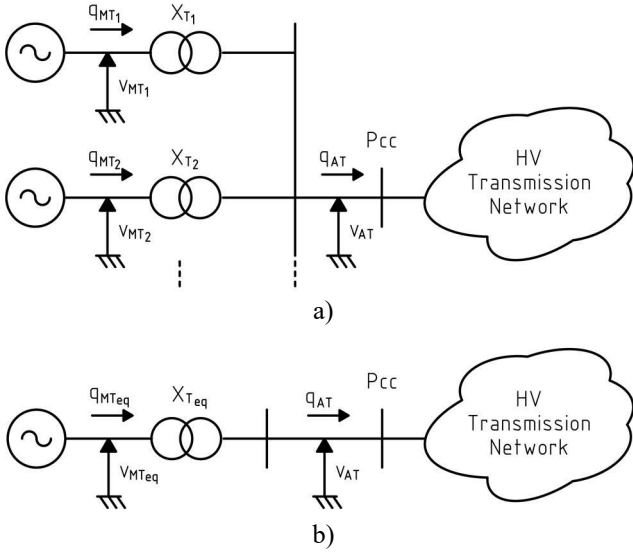 qMT1
XT1
vMT1
qMT2
XT2
qAT
Pcc
HV
Transmission
Network
vMT2
vAT
a)
qMTeq
XTeq
qAT
Pcc
HV
Transmission
Network
vMTeq
vAT
b)